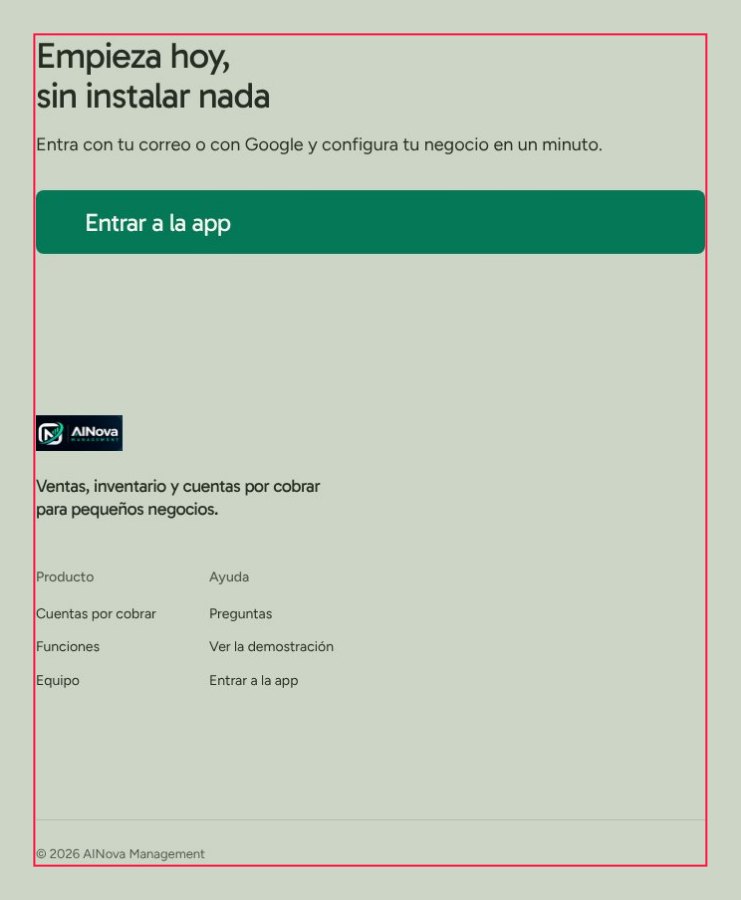 Empieza hoy,
sin instalar nada
Entra con tu correo o con Google y configura tu negocio en un minuto.
Entrar a la app
AINova
MANAGEMENT
Ventas, inventario y cuentas por cobrar
para pequeños negocios.
Producto
Cuentas por cobrar
Funciones
Equipo
Ayuda
Preguntas
Ver la demostración
Entrar a la app
© 2026 AINova Management